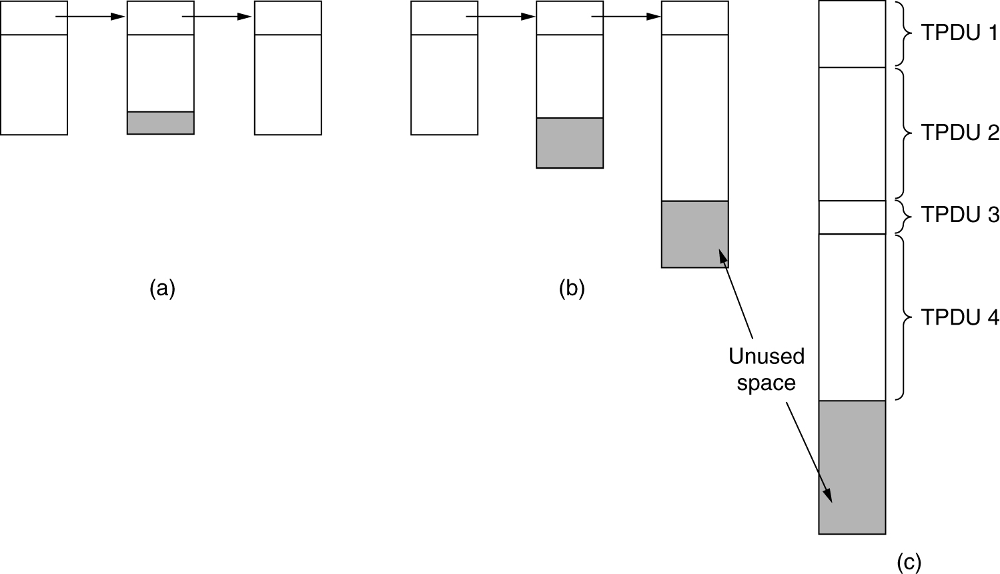 TPDU 1
TPDU 2
TPDU 3
(a)
(b)
TPDU 4
Unused
space
(c)